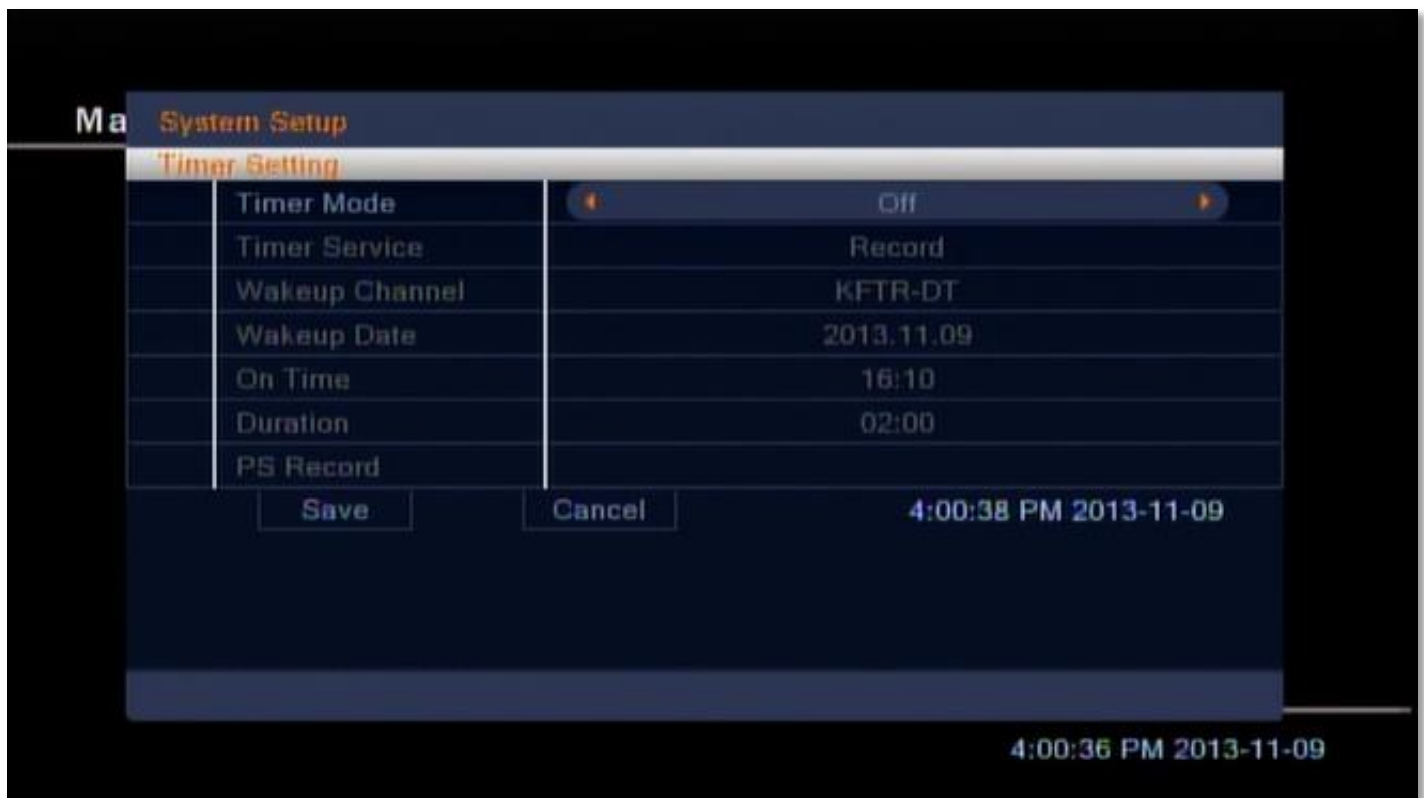 Ma
System Setup
Timer Setting
Timer Mode Off
Timer Service Record
Wakeup Channel KFTR-DT
Wakeup Date 2013.11.09
On Time 16:10
Duration 02:00
PS Record
Save Cancel 4:00:38 PM 2013-11-09
4:00:36 PM 2013-11-09